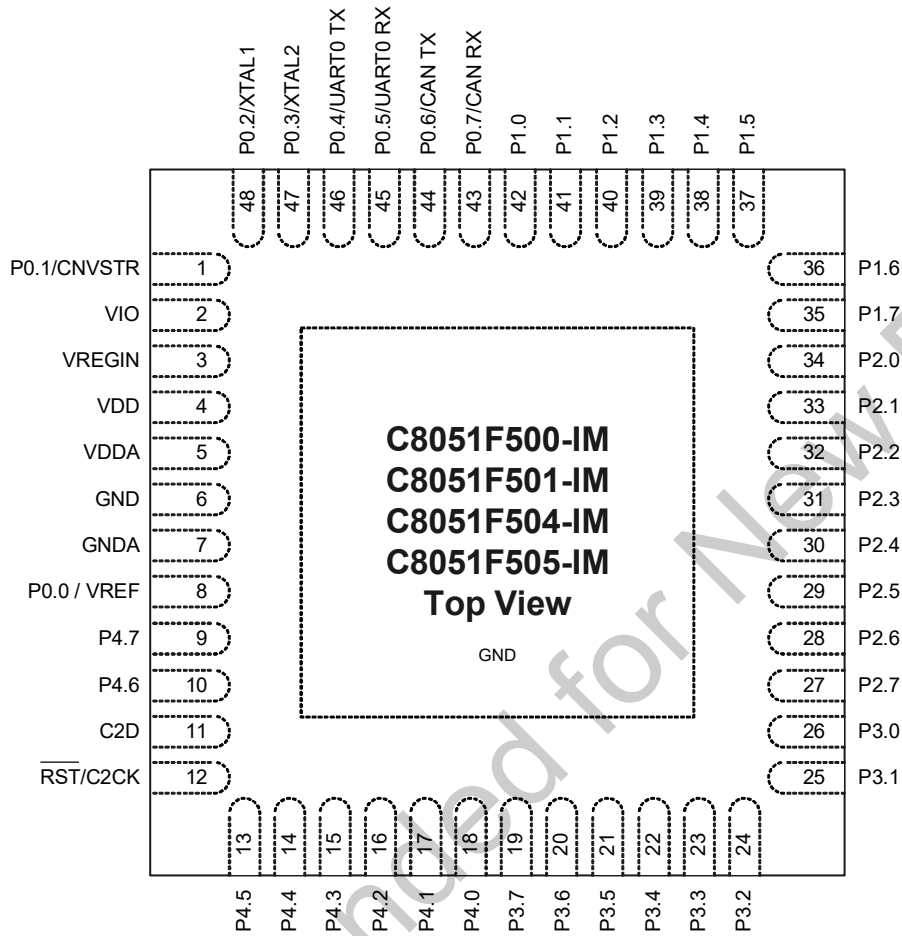 P0.2/XTAL1
P0.3/XTAL2
P0.4/UART0 TX
P0.5/UART0 RX
P0.6/CAN TX
P0.7/CAN RX
P1.0
P1.1
P1.2
P1.3
P1.4
P1.5
48
47
46
45
44
43
42
41
40
39
38
37
P0.1/CNVSTR 1
VIO 2
VREGIN 3
VDD 4
VDDA 5
GND 6
GNDA 7
P0.0 / VREF 8
P4.7 9
P4.6 10
C2D 11
RST/C2CK 12
36 P1.6
35 P1.7
34 P2.0
33 P2.1
32 P2.2
31 P2.3
30 P2.4
29 P2.5
28 P2.6
27 P2.7
26 P3.0
25 P3.1
C8051F500-IM
C8051F501-IM
C8051F504-IM
C8051F505-IM
Top View
GND
13
14
15
16
17
18
19
20
21
22
23
24
P4.5
P4.4
P4.3
P4.2
P4.1
P4.0
P3.7
P3.6
P3.5
P3.4
P3.3
P3.2
nded for New